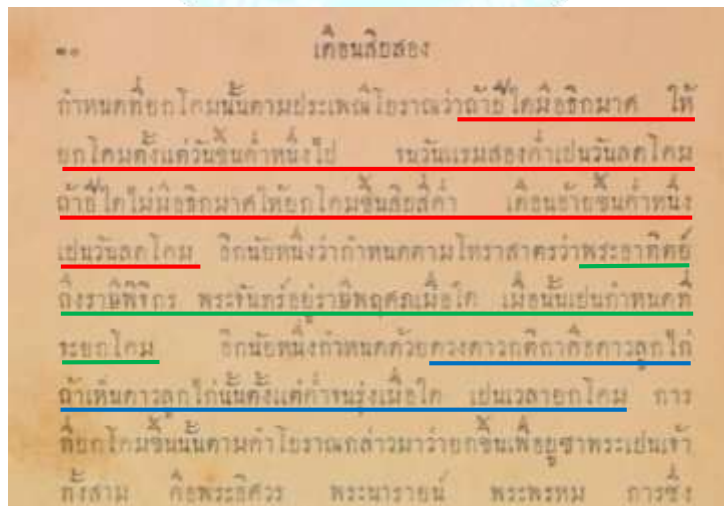 ๑๐ เดือนสิบสอง
กำหนดที่ยกโคมนั้นตามประเพณีโบราณว่าถ้าปีใดมีอธิกมาศ ให้
ยกโคมตั้งแต่วันขึ้นค่ำหนึ่งไป จนวันแรมสองค่ำเปนวันลดโคม
ถ้าปีใดไม่มีอธิกมาศให้ยกโคมขึ้นสิบสี่ค่ำ เดือนอ้ายขึ้นค่ำหนึ่ง
เปนวันลดโคม อีกนัยหนึ่งว่ากำหนดตามโหราสาตรว่าพระอาทิตย์
ถึงราษีพิจิกร พระจันทร์อยู่ราษีพฤศภเมื่อใด เมื่อนั้นเปนกำหนดที่
จะยกโคม อีกนัยหนึ่งกำหนดด้วยดวงดาวกติกาคือดาวลูกไก่
ถ้าเห็นดาวลูกไก่นั้นตั้งแต่ค่ำจนรุ่งเมื่อใด เปนเวลายกโคม การ
ที่ยกโคมขึ้นนั้นตามคำโบราณกล่าวมาว่ายกขึ้นเพื่อบูชาพระเปนเจ้า
ทั้งสาม คือพระอิศวร พระนารายน์ พระพรหม การซึ่ง